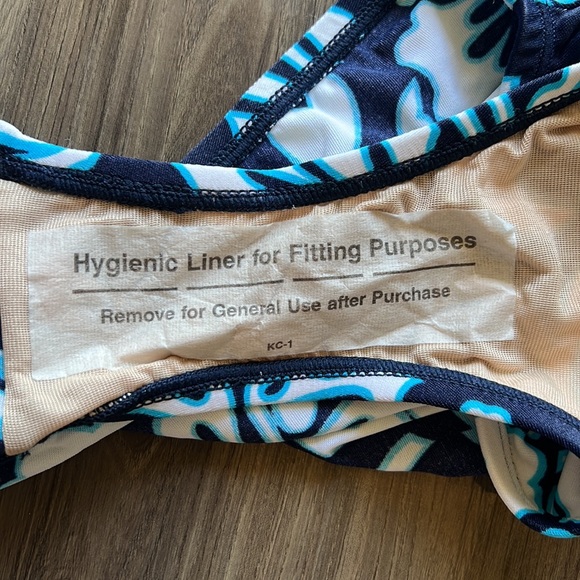 Hygienic Liner for Fitting Purposes
Remove for General Use after Purchase
KC-1